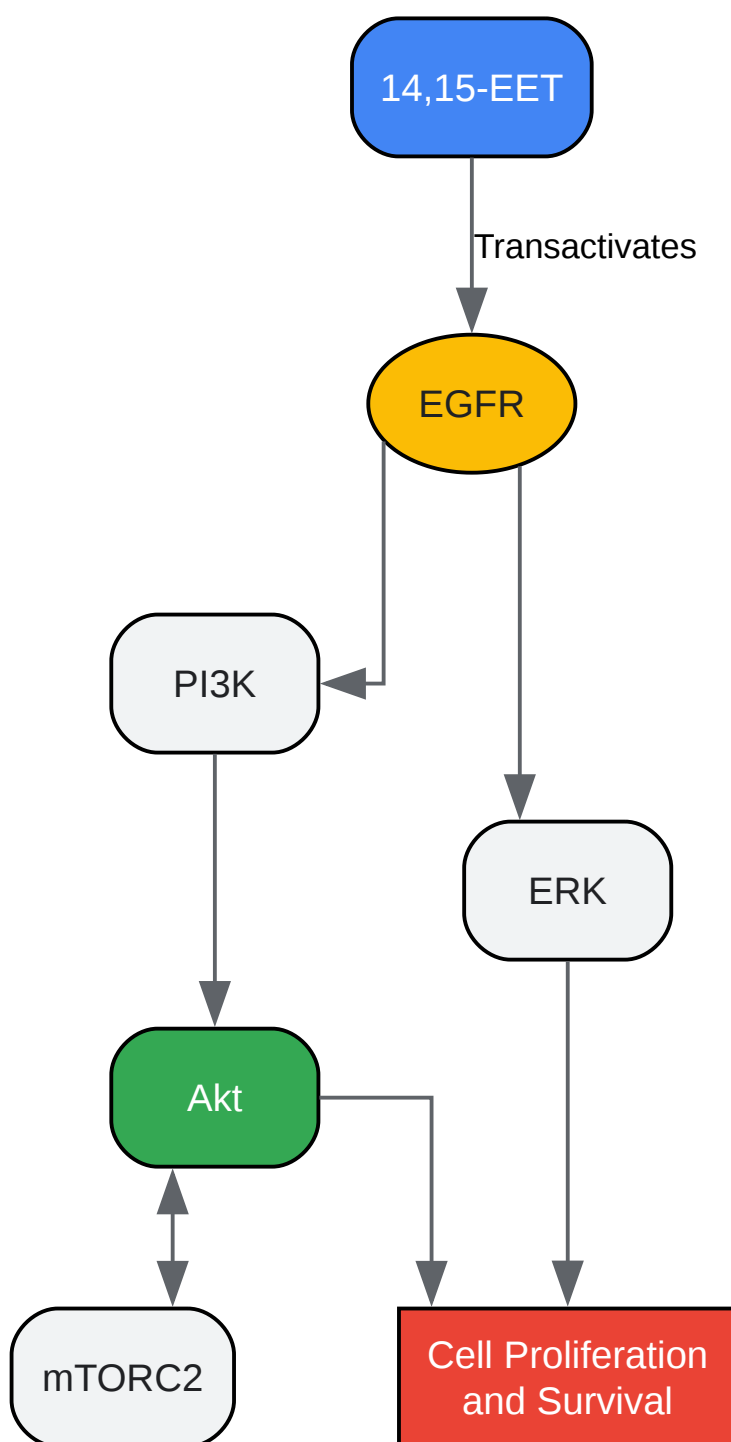 14,15-EET
Transactivates
EGFR
PI3K
ERK
Akt
mTORC2
Cell Proliferation
and Survival